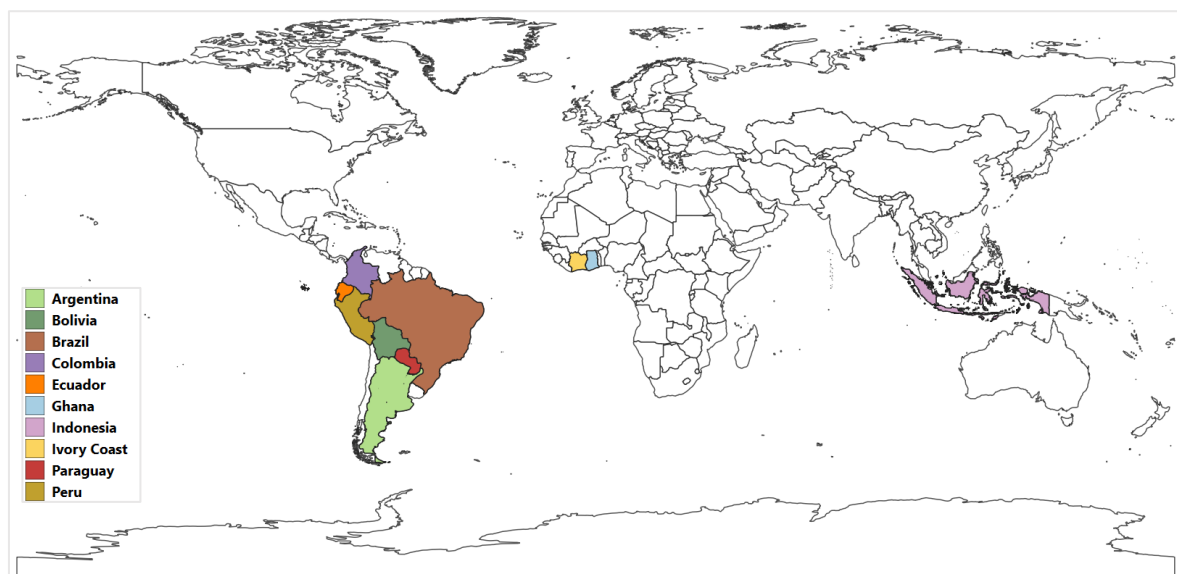 Argentina
Bolivia
Brazil
Colombia
Ecuador
Ghana
Indonesia
Ivory Coast
Paraguay
Peru